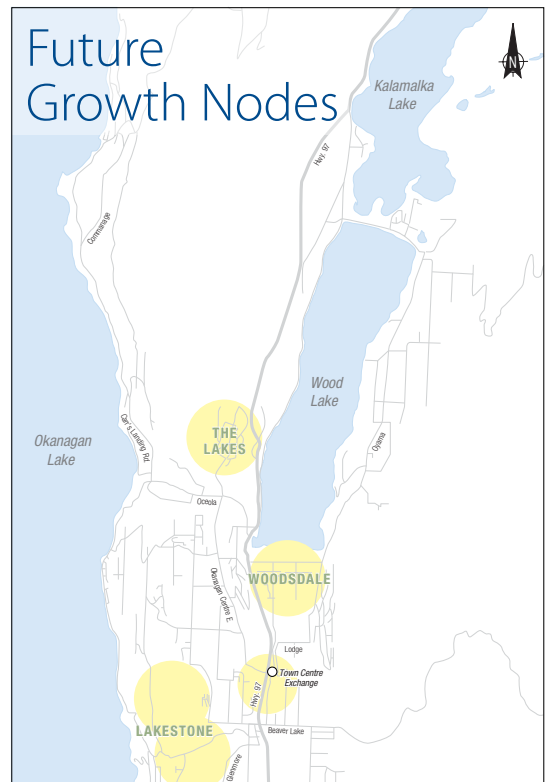 Future
Growth Nodes
N
Kalamalka
Lake
Hwy. 97
Commonage
Wood
Lake
THE
LAKES
Carr's Landing Rd.
Okanagan
Lake
Oyama
Oceola
WOODSDALE
Okanagan Centre E.
Lodge
Town Centre
Exchange
Hwy. 97
LAKESTONE
Beaver Lake
Glenmore